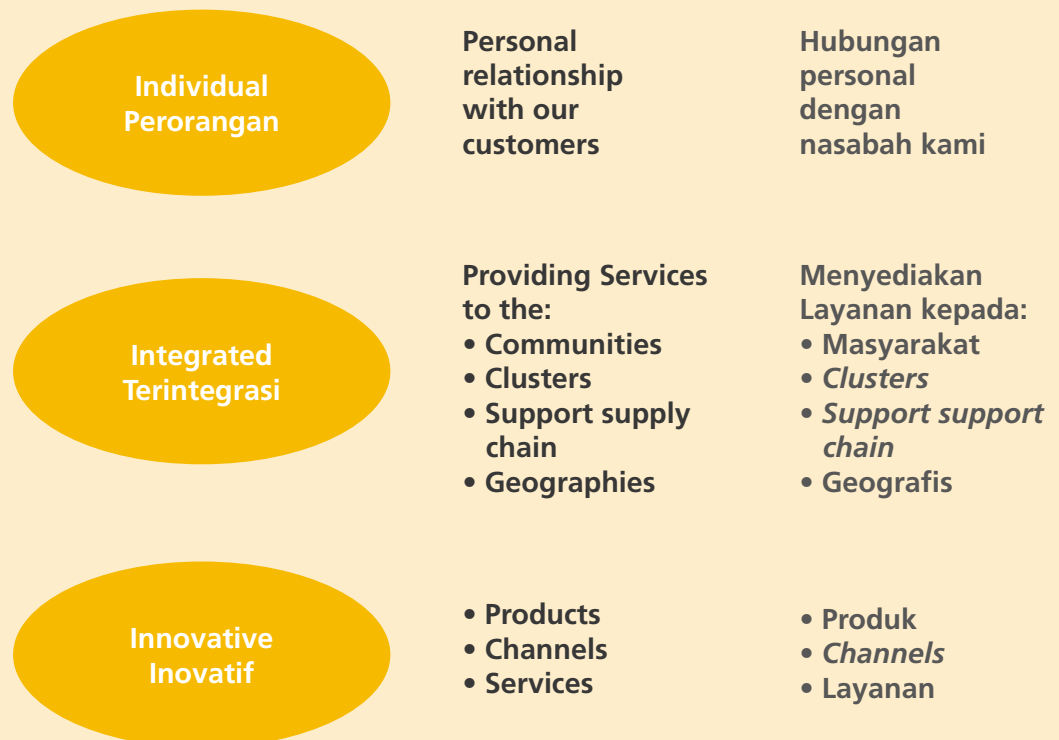 Individual
Perorangan
Personal
relationship
with our
customers
Hubungan
personal
dengan
nasabah kami
Integrated
Terintegrasi
Providing Services
to the:
• Communities
• Clusters
• Support supply
chain
• Geographies
Menyediakan
Layanan kepada:
• Masyarakat
• Clusters
• Support support
chain
• Geografis
Innovative
Inovatif
• Products
• Channels
• Services
• Produk
• Channels
• Layanan